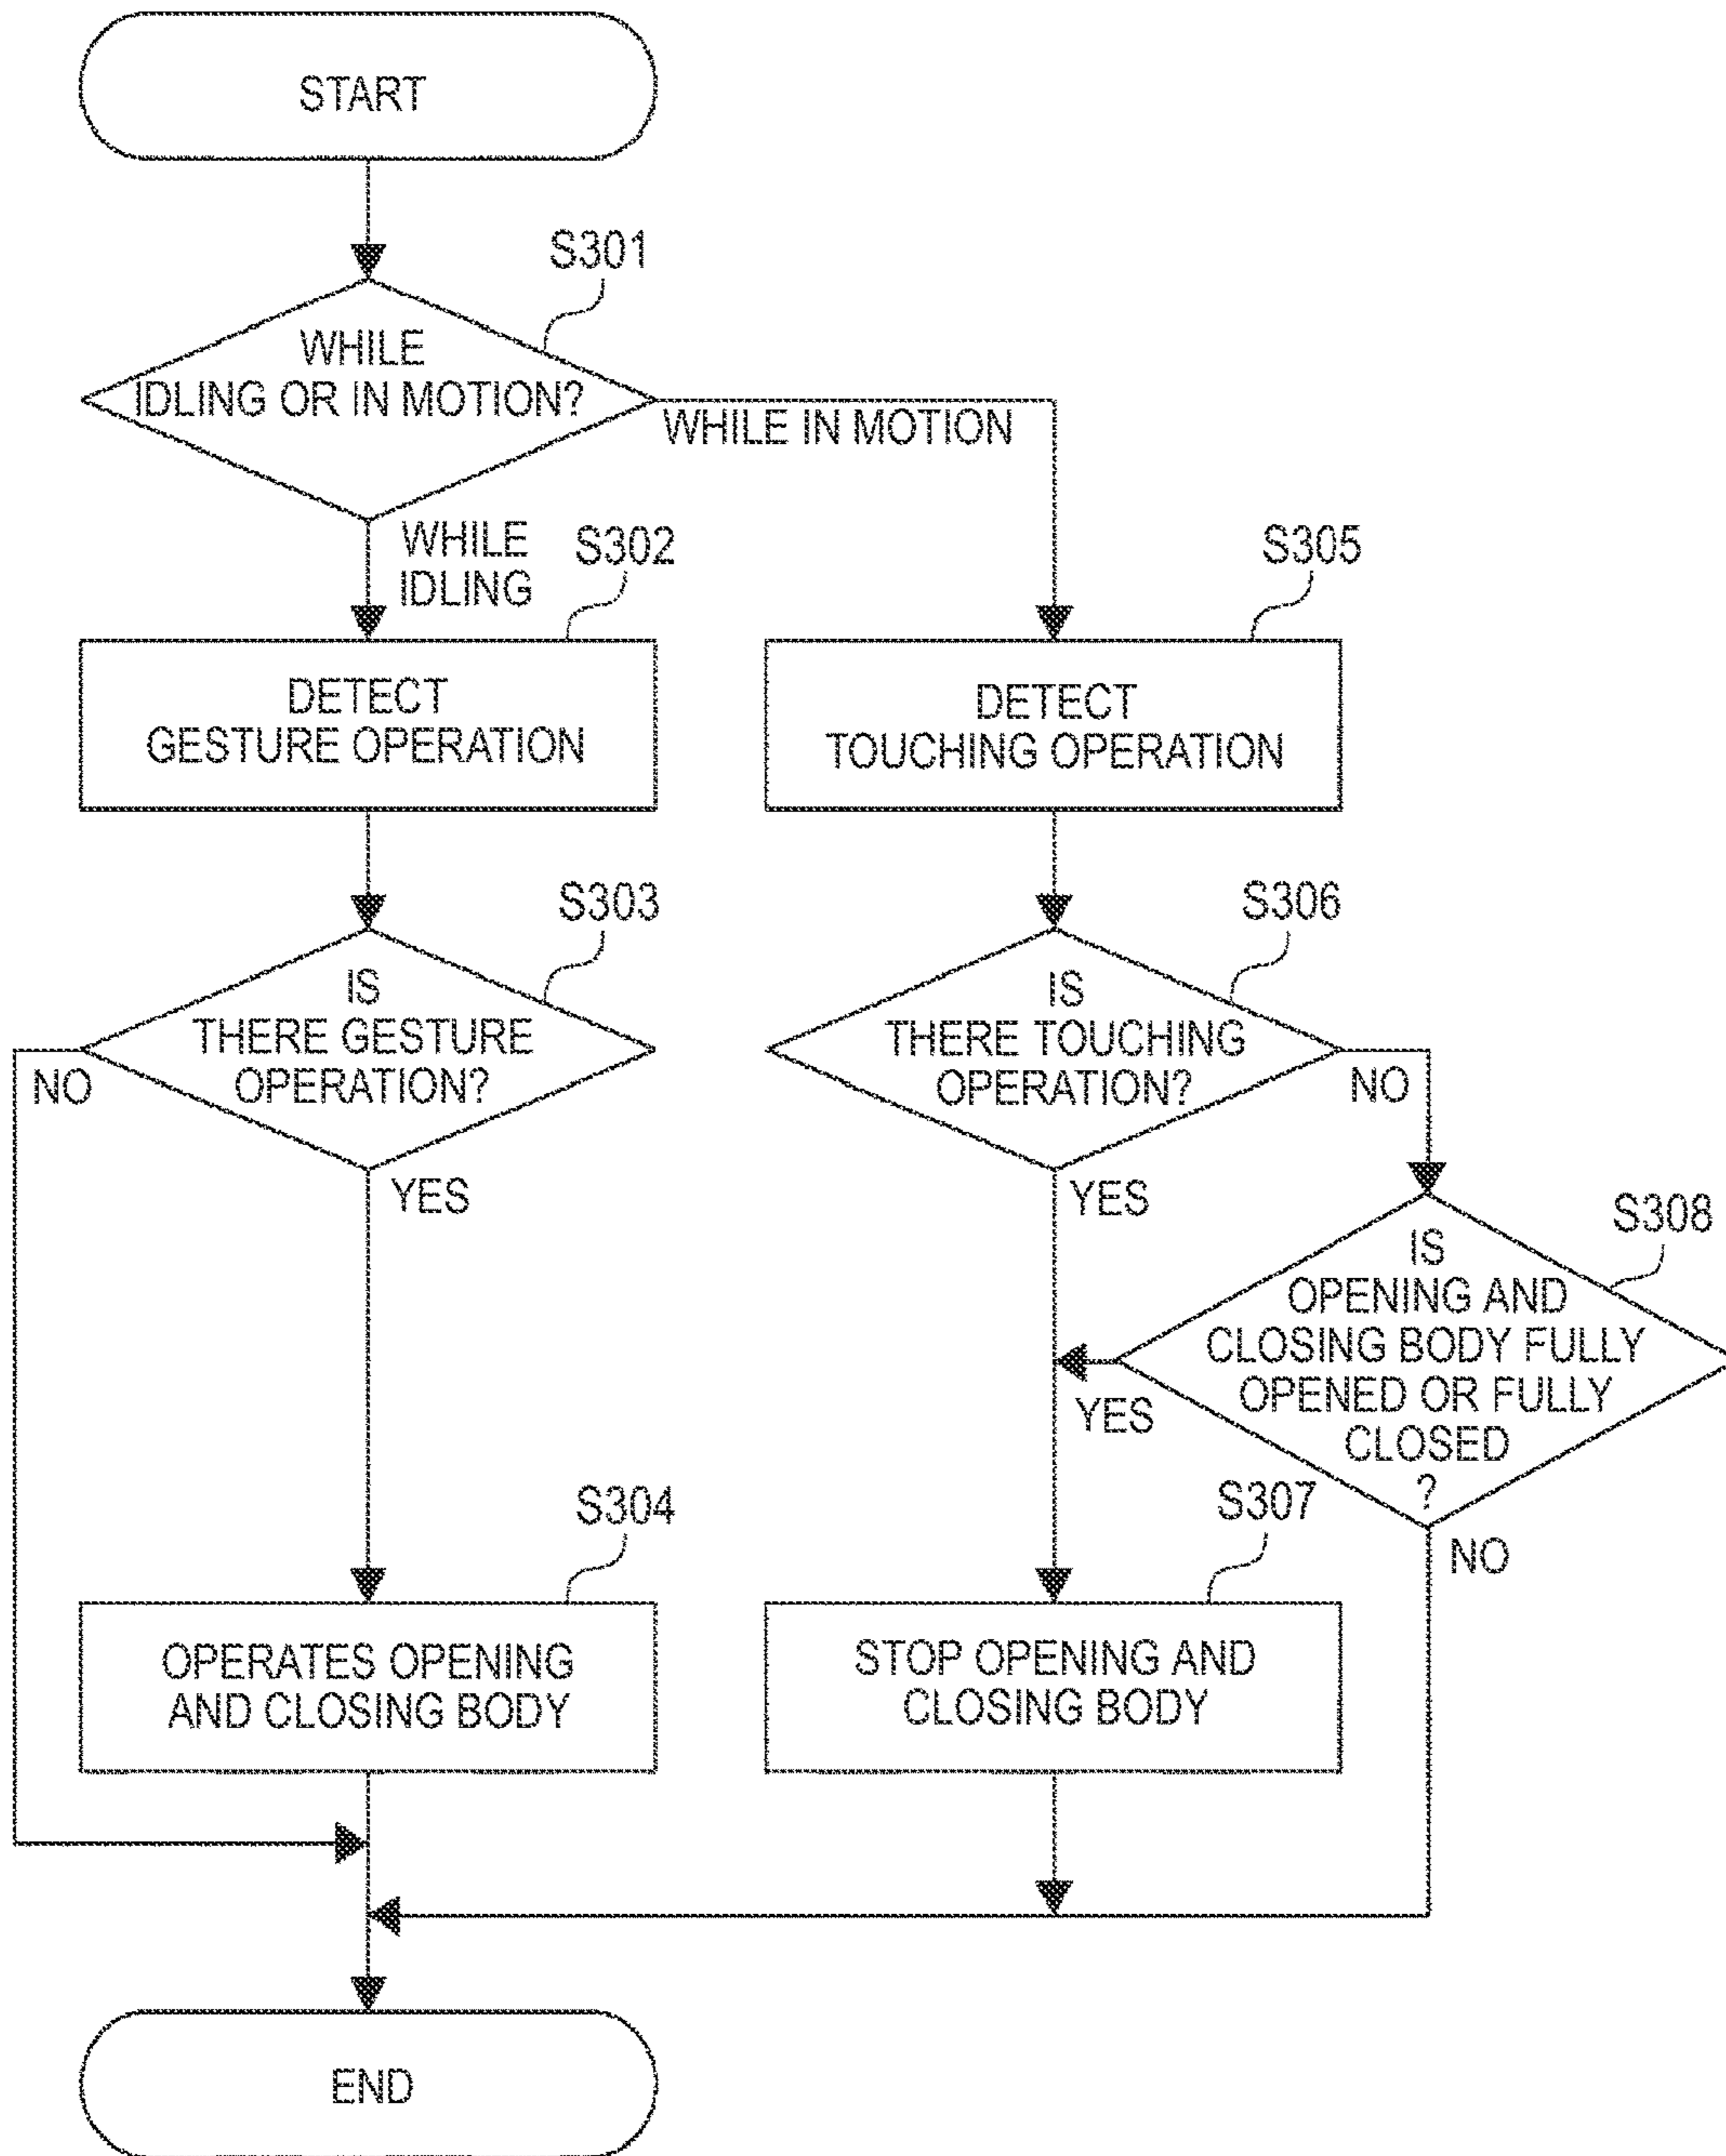 START
S301
WHILE
IDLING OR IN MOTION?
WHILE IN MOTION
WHILE
IDLING
S302
S305
DETECT
GESTURE OPERATION
DETECT
TOUCHING OPERATION
S303
S306
IS
THERE GESTURE
OPERATION?
NO
YES
IS
THERE TOUCHING
OPERATION?
NO
YES
S308
IS
OPENING AND
CLOSING BODY FULLY
OPENED OR FULLY
CLOSED
?
YES
NO
S304
S307
OPERATES OPENING
AND CLOSING BODY
STOP OPENING AND
CLOSING BODY
END